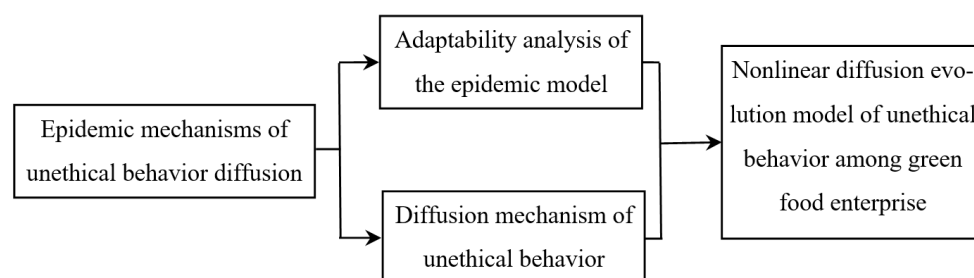 Epidemic mechanisms of
unethical behavior diffusion
Adaptability analysis of
the epidemic model
Diffusion mechanism of
unethical behavior
Nonlinear diffusion evo-
lution model of unethical
behavior among green
food enterprise